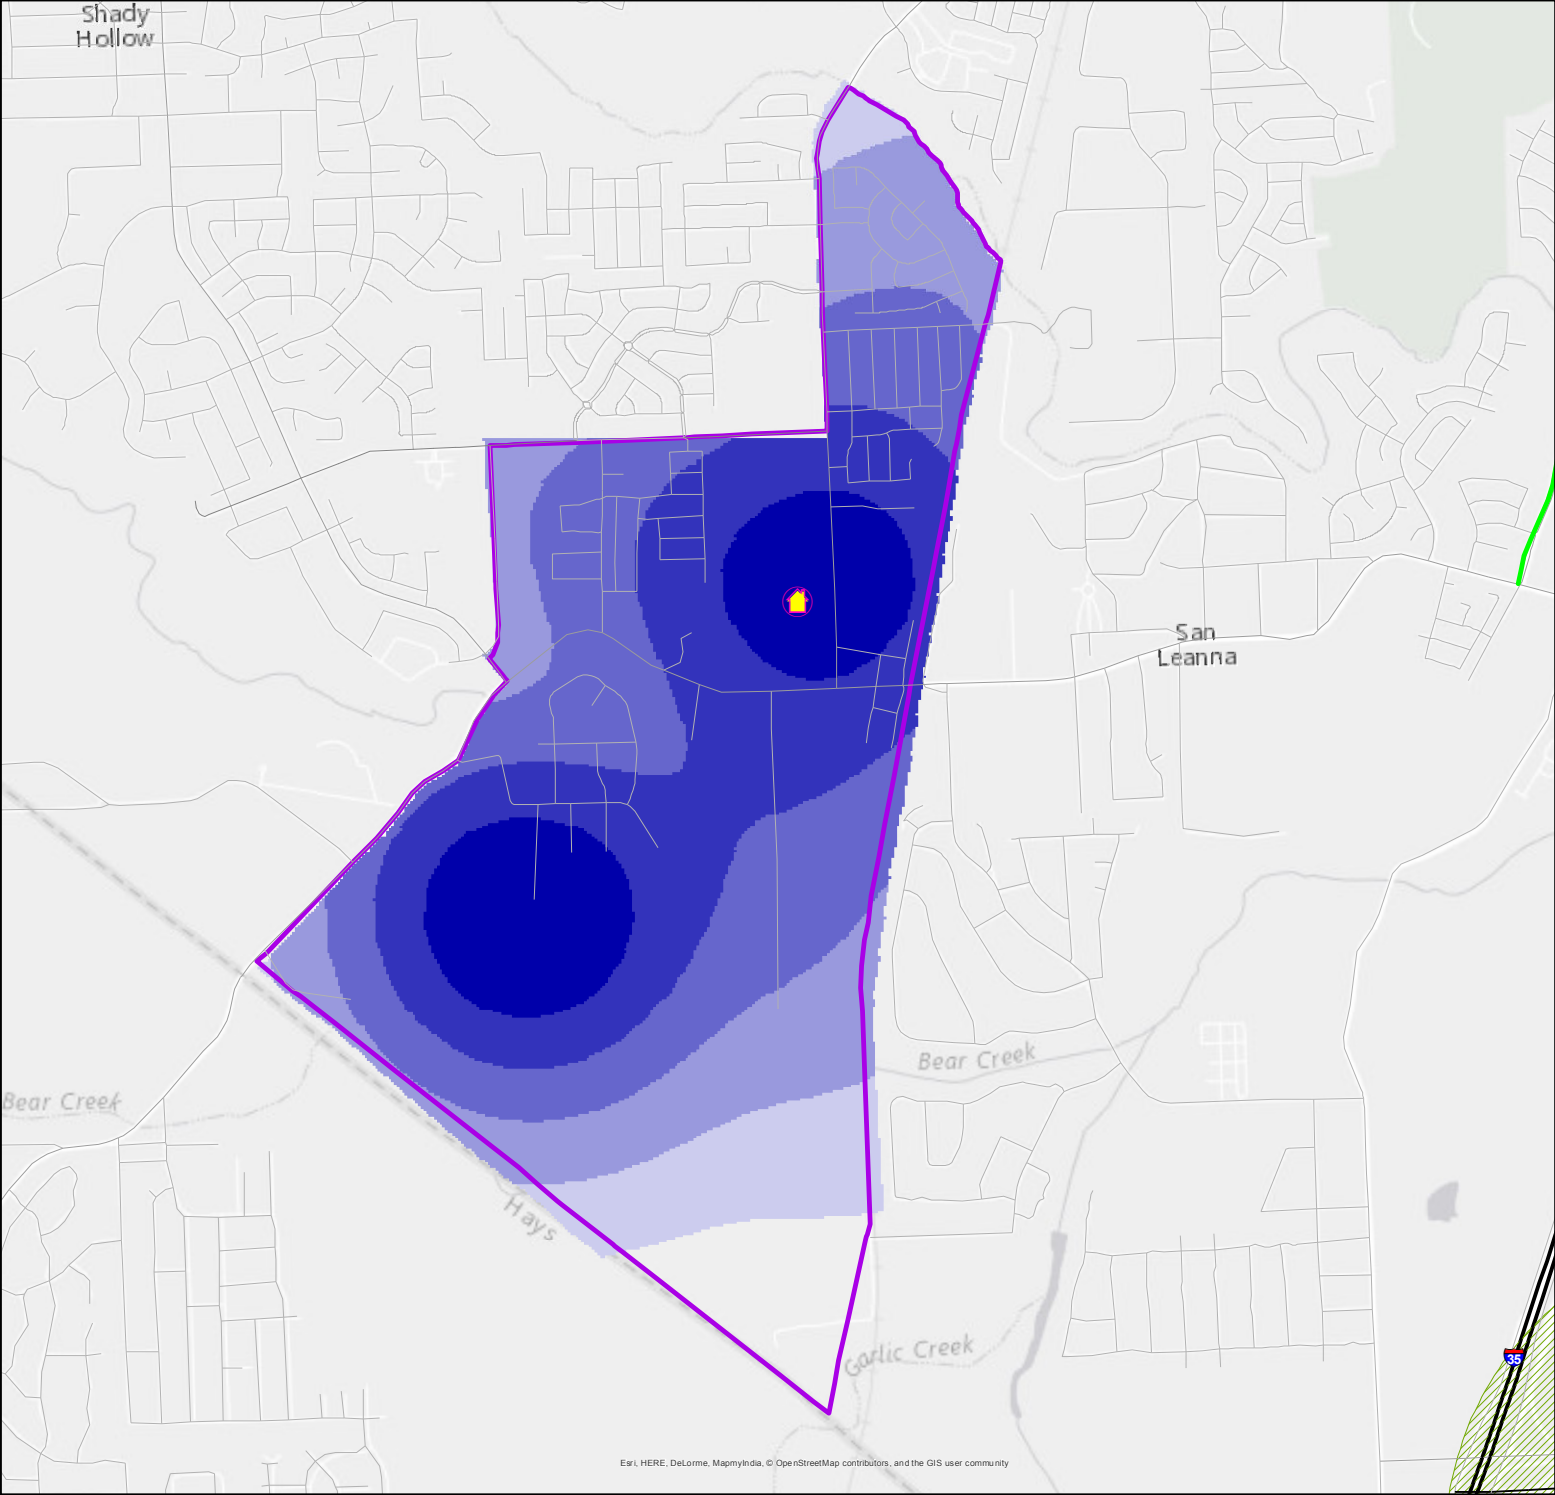 Shady
Hollow
San
Leanna
Bear Creek
Bear Creek
Hays
Garlic Creek
35
Esri, HERE, DeLorme, MapmyIndia, © OpenStreetMap contributors, and the GIS user community